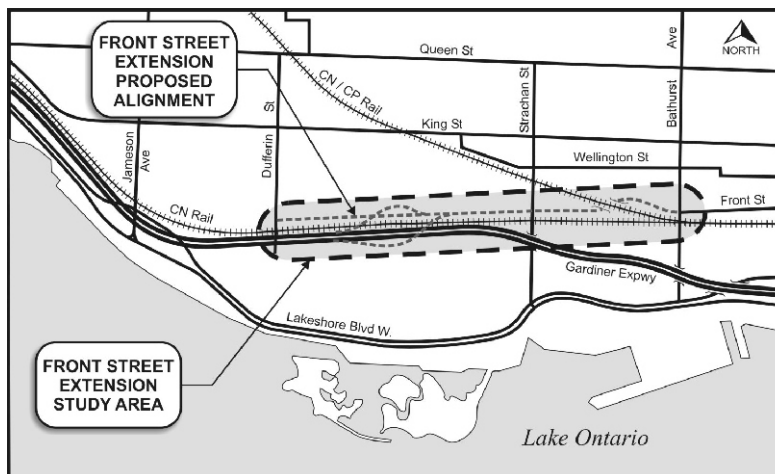 FRONT STREET
EXTENSION
PROPOSED
ALIGNMENT
Queen St
Ave
NORTH
CN / CP Rail
Dufferin St
Strachan St
Bathurst
Jameson
Ave
King St
Wellington St
CN Rail
Front St
Gardiner Expwy
Lakeshore Blvd W.
FRONT STREET
EXTENSION
STUDY AREA
Lake Ontario